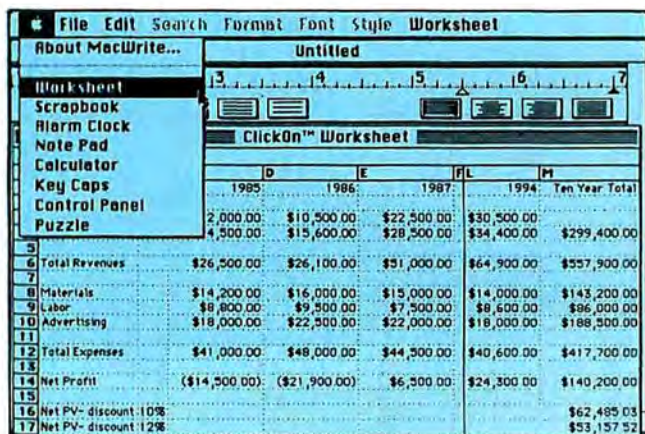 File Edit Search Format Font Style Worksheet
About MacWrite...
Untitled
3 4 5 6 7
Worksheet
Scrapbook
Alarm Clock
Note Pad
Calculator
Key Caps
Control Panel
Puzzle
ClickOn™ Worksheet
D E F L M
1985 1986 1987 1994 Ten Year Total
2,000.00 $10,500.00 $22,500.00 $30,500.00
4,500.00 $15,600.00 $28,500.00 $34,400.00 $299,400.00
5
6 Total Revenues $26,500.00 $26,100.00 $51,000.00 $64,900.00 $557,900.00
7
8 Materials $14,200.00 $16,000.00 $15,000.00 $14,000.00 $143,200.00
9 Labor $8,800.00 $9,500.00 $7,500.00 $8,600.00 $86,000.00
10 Advertising $18,000.00 $22,500.00 $22,000.00 $18,000.00 $188,500.00
11
12 Total Expenses $41,000.00 $48,000.00 $44,500.00 $40,600.00 $417,700.00
13
14 Net Profit ($14,500.00) ($21,900.00) $6,500.00 $24,300.00 $140,200.00
15
16 Net PV- discount 10% $62,485.03
17 Net PV- discount 12% $53,157.52